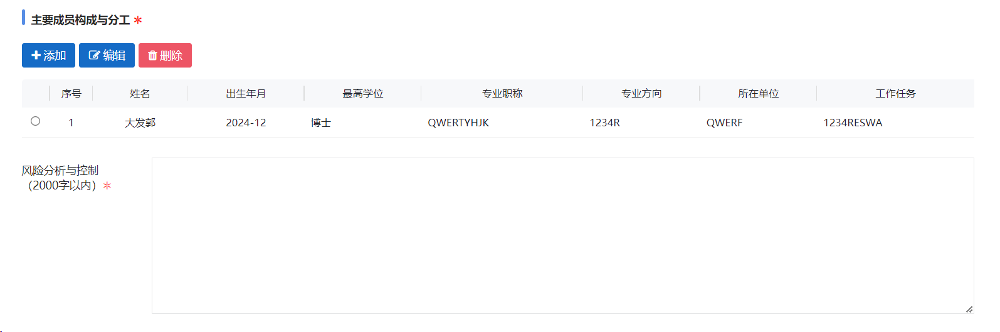 主要成员构成与分工 *
添加 编辑 删除
序号 姓名 出生年月 最高学位 专业职称 专业方向 所在单位 工作任务
1 大发郭 2024-12 博士 QWERTYHJK 1234R QWERF 1234RESWA
风险分析与控制
（2000字以内）*